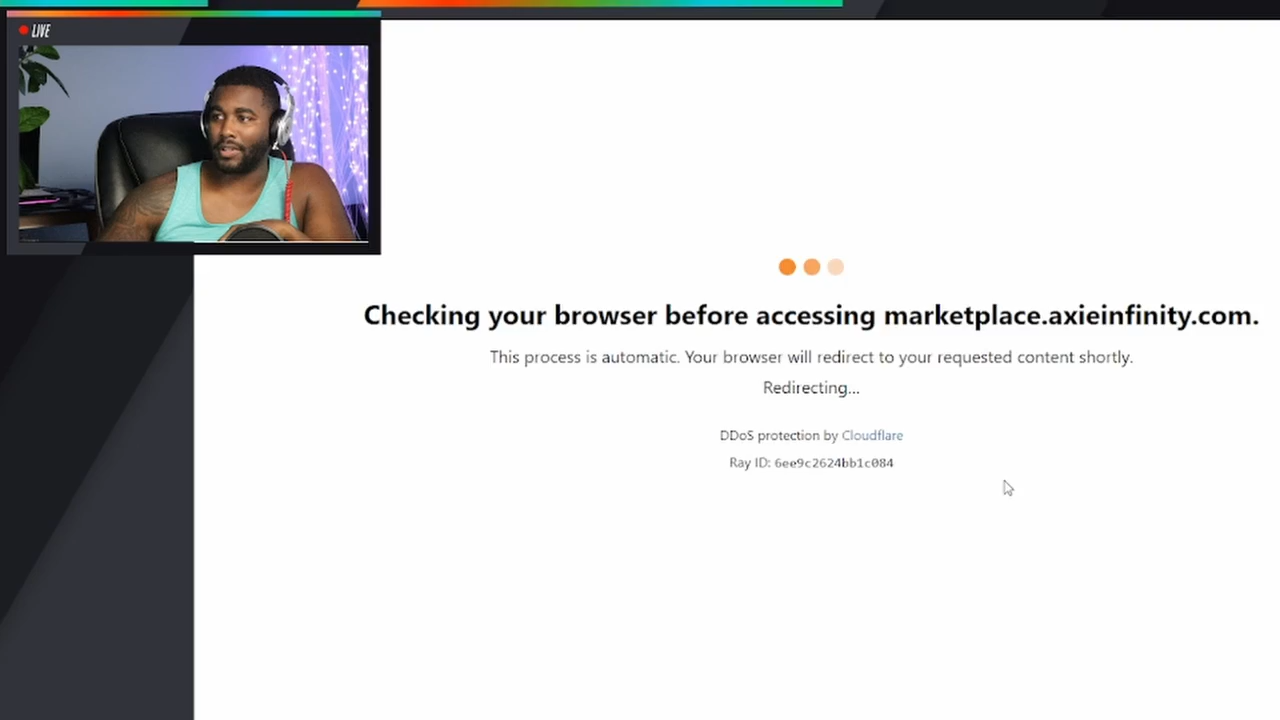 LIVE
Checking your browser before accessing marketplace.axieinfinity.com.
This process is automatic. Your browser will redirect to your requested content shortly.
Redirecting...
DDoS protection by Cloudflare
Ray ID: 6ee9c2624bb1c084